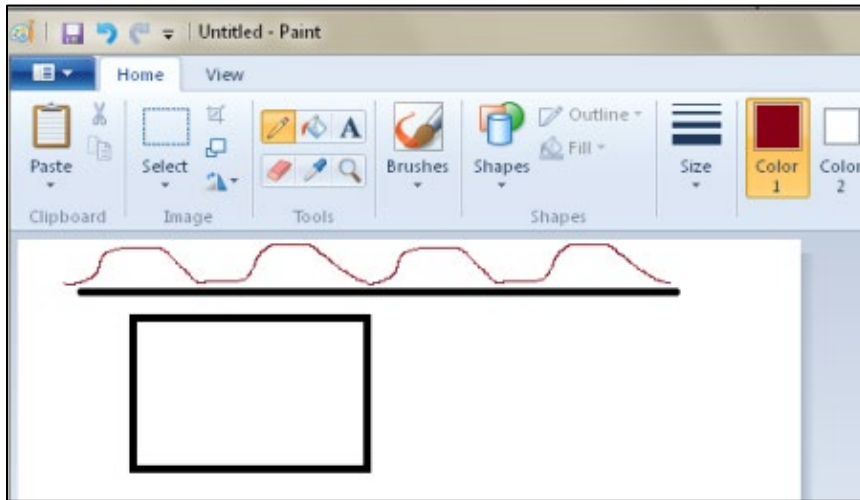 Untitled - Paint
Home View
Paste Select Brushes Shapes Outline Fill Size Color 1 Color 2
Clipboard Image Tools Shapes